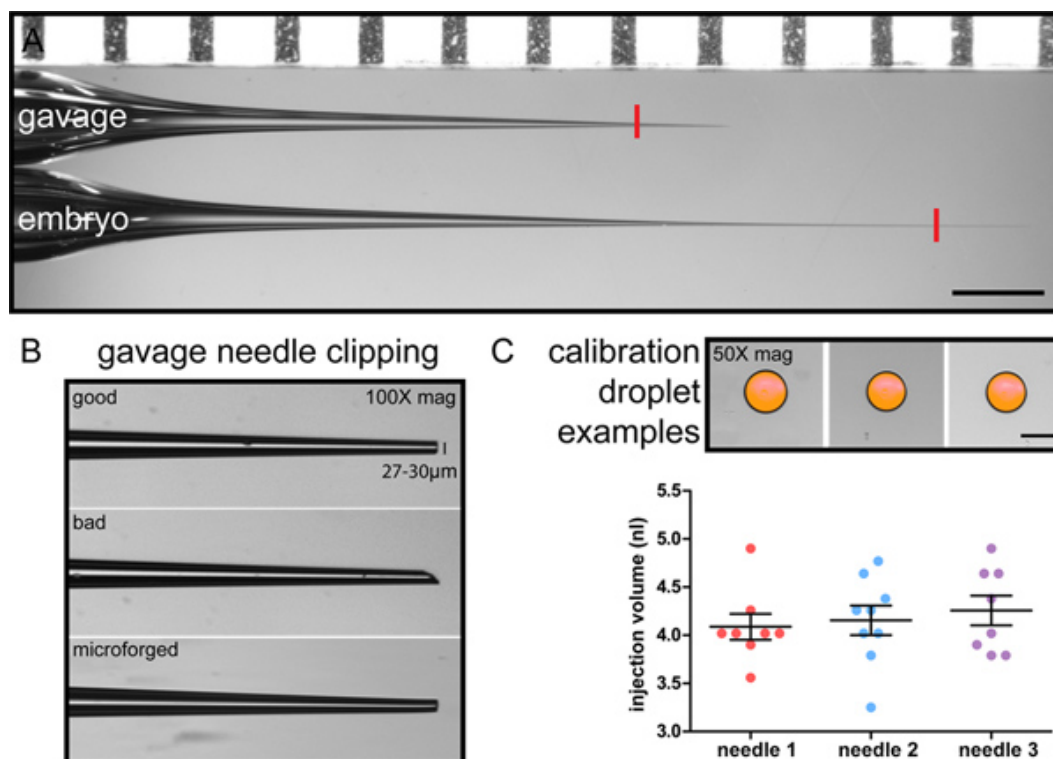 A
gavage
embryo
B gavage needle clipping
good 100X mag
27-30µm
bad
microforged
C calibration
droplet
examples
50X mag
injection volume (nl)
5.5
5.0
4.5
4.0
3.5
3.0
needle 1 needle 2 needle 3